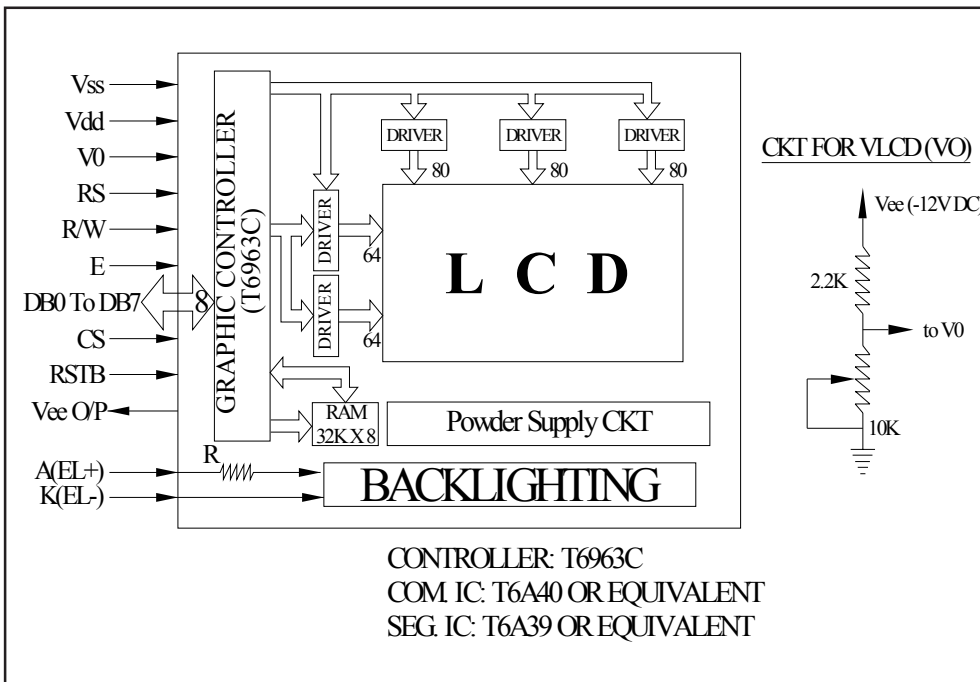 Vss
Vdd
V0
RS
R/W
E
DB0 To DB7
8
CS
RSTB
Vee O/P
A(EL+)
K(EL-)
R
GRAPHIC CONTROLLER
(T6963C)
DRIVER
DRIVER
DRIVER
80
80
80
DRIVER
64
DRIVER
64
L C D
RAM
32K X 8
Powder Supply CKT
BACKLIGHTING
CKT FOR VLCD (VO)
Vee (-12V DC)
2.2K
to V0
10K
CONTROLLER: T6963C
COM. IC: T6A40 OR EQUIVALENT
SEG. IC: T6A39 OR EQUIVALENT